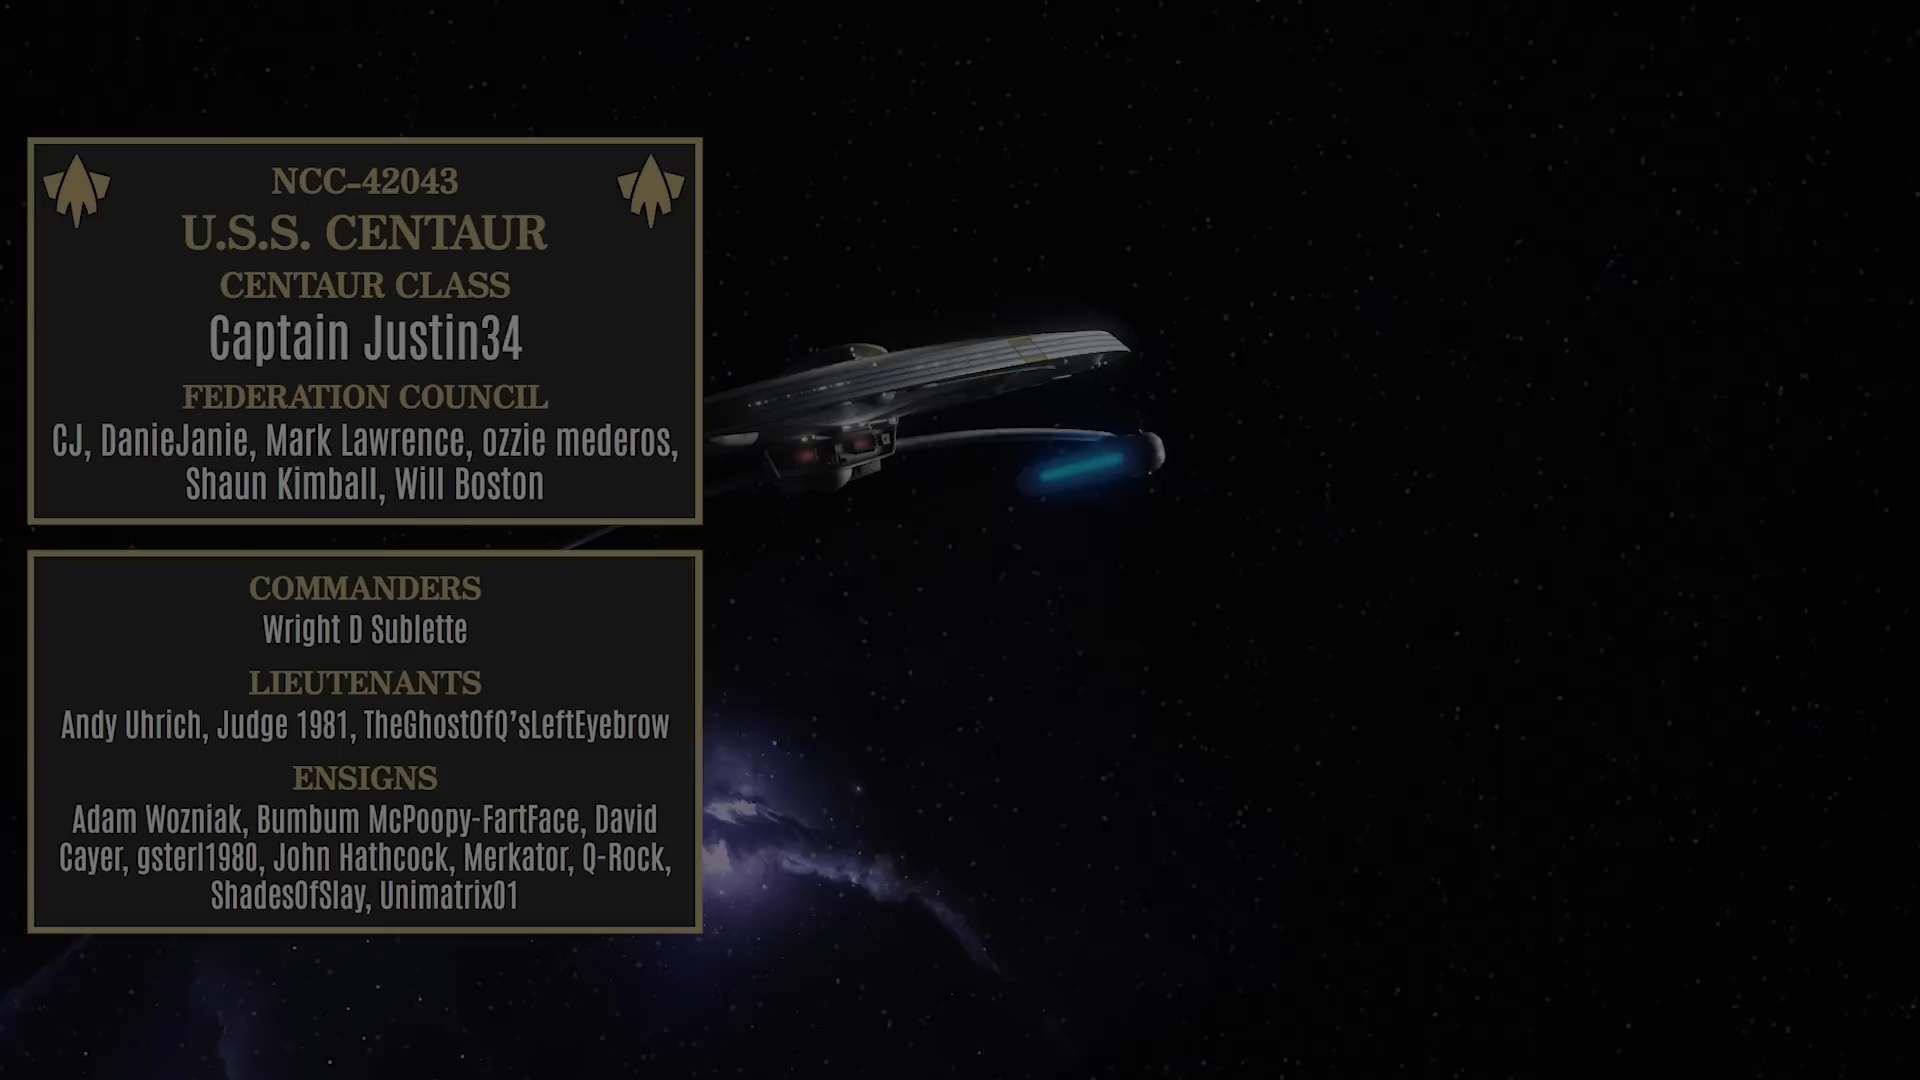 NCC-42043
U.S.S. CENTAUR
CENTAUR CLASS
Captain Justin34
FEDERATION COUNCIL
CJ, DanieJanie, Mark Lawrence, ozzie mederos,
Shaun Kimball, Will Boston
COMMANDERS
Wright D Sublette
LIEUTENANTS
Andy Uhrich, Judge 1981, TheGhostOfQ’sLeftEyebrow
ENSIGNS
Adam Wozniak, Bumbum McPoopy-FartFace, David
Cayer, gsterl1980, John Hathcock, Merkator, Q-Rock,
ShadesOfSlay, Unimatrix01